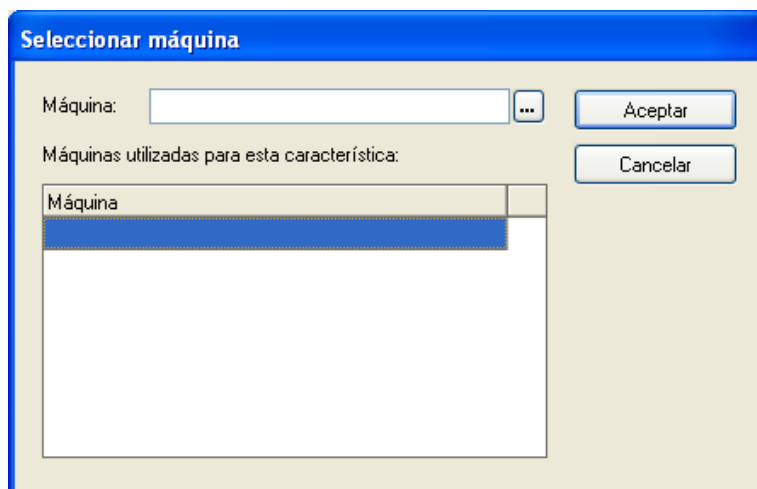 Seleccionar máquina
Máquina:
...
Aceptar
Máquinas utilizadas para esta característica:
Cancelar
Máquina